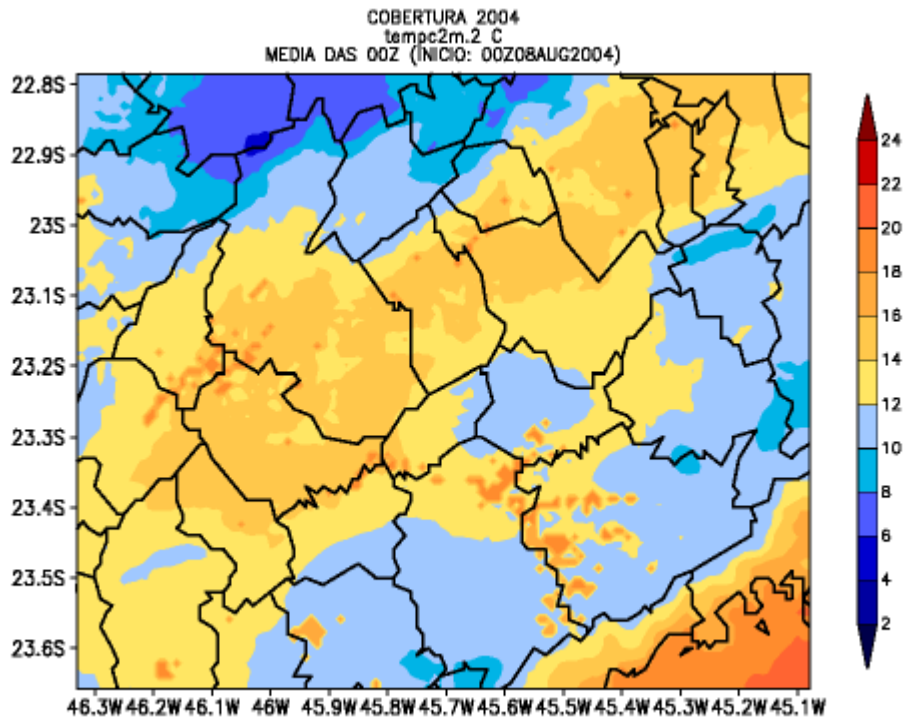 COBERTURA 2004
tempc2m.2 C
MEDIA DAS 00Z (INICIO: 00Z08AUG2004)
22.8S
22.9S
23S
23.1S
23.2S
23.3S
23.4S
23.5S
23.6S
46.3W 46.2W 46.1W 46W 45.9W 45.8W 45.7W 45.6W 45.5W 45.4W 45.3W 45.2W 45.1W
24
22
20
18
16
14
12
10
8
6
4
2